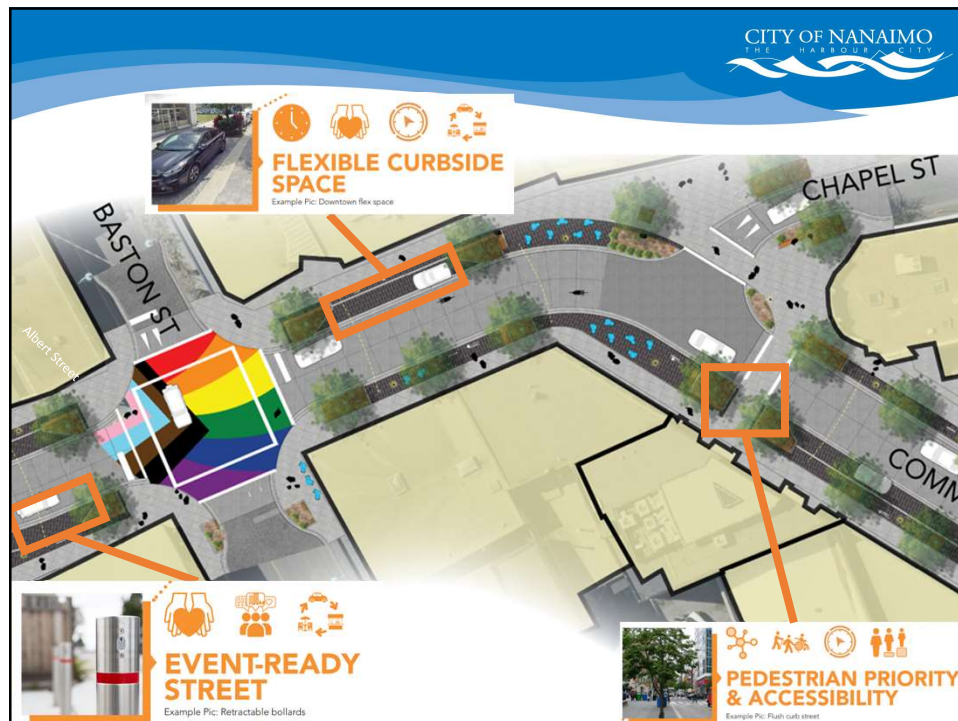 CITY OF NANAIMO
THE HARBOUR CITY
FLEXIBLE CURBSIDE
SPACE
Example Pic: Downtown flex space
CHAPEL ST
BASTON ST
Albert Street
COMM
EVENT-READY
STREET
Example Pic: Retractable bollards
PEDESTRIAN PRIORITY
& ACCESSIBILITY
Example Pic: Flush curb street